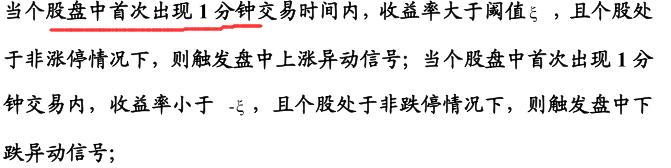 当个股盘中首次出现 1 分钟交易时间内，收益率大于阈值 ξ ，且个股处
于非涨停情况下，则触发盘中上涨异动信号；当个股盘中首次出现 1 分
钟交易内，收益率小于 -ξ ，且个股处于非跌停情况下，则触发盘中下
跌异动信号；